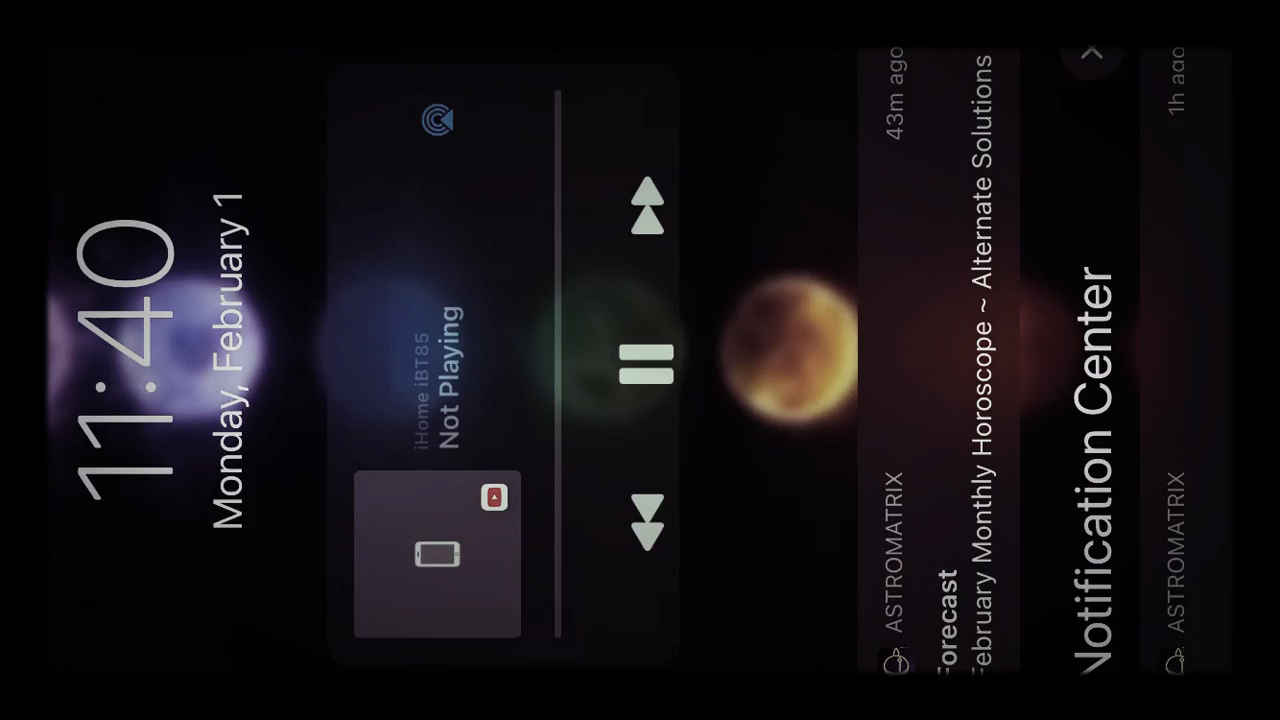 11:40
Monday, February 1
iHome iBT85
Not Playing
ASTROMATRIX 43m ago
Forecast
February Monthly Horoscope ~ Alternate Solutions
Notification Center
ASTROMATRIX 1h ago